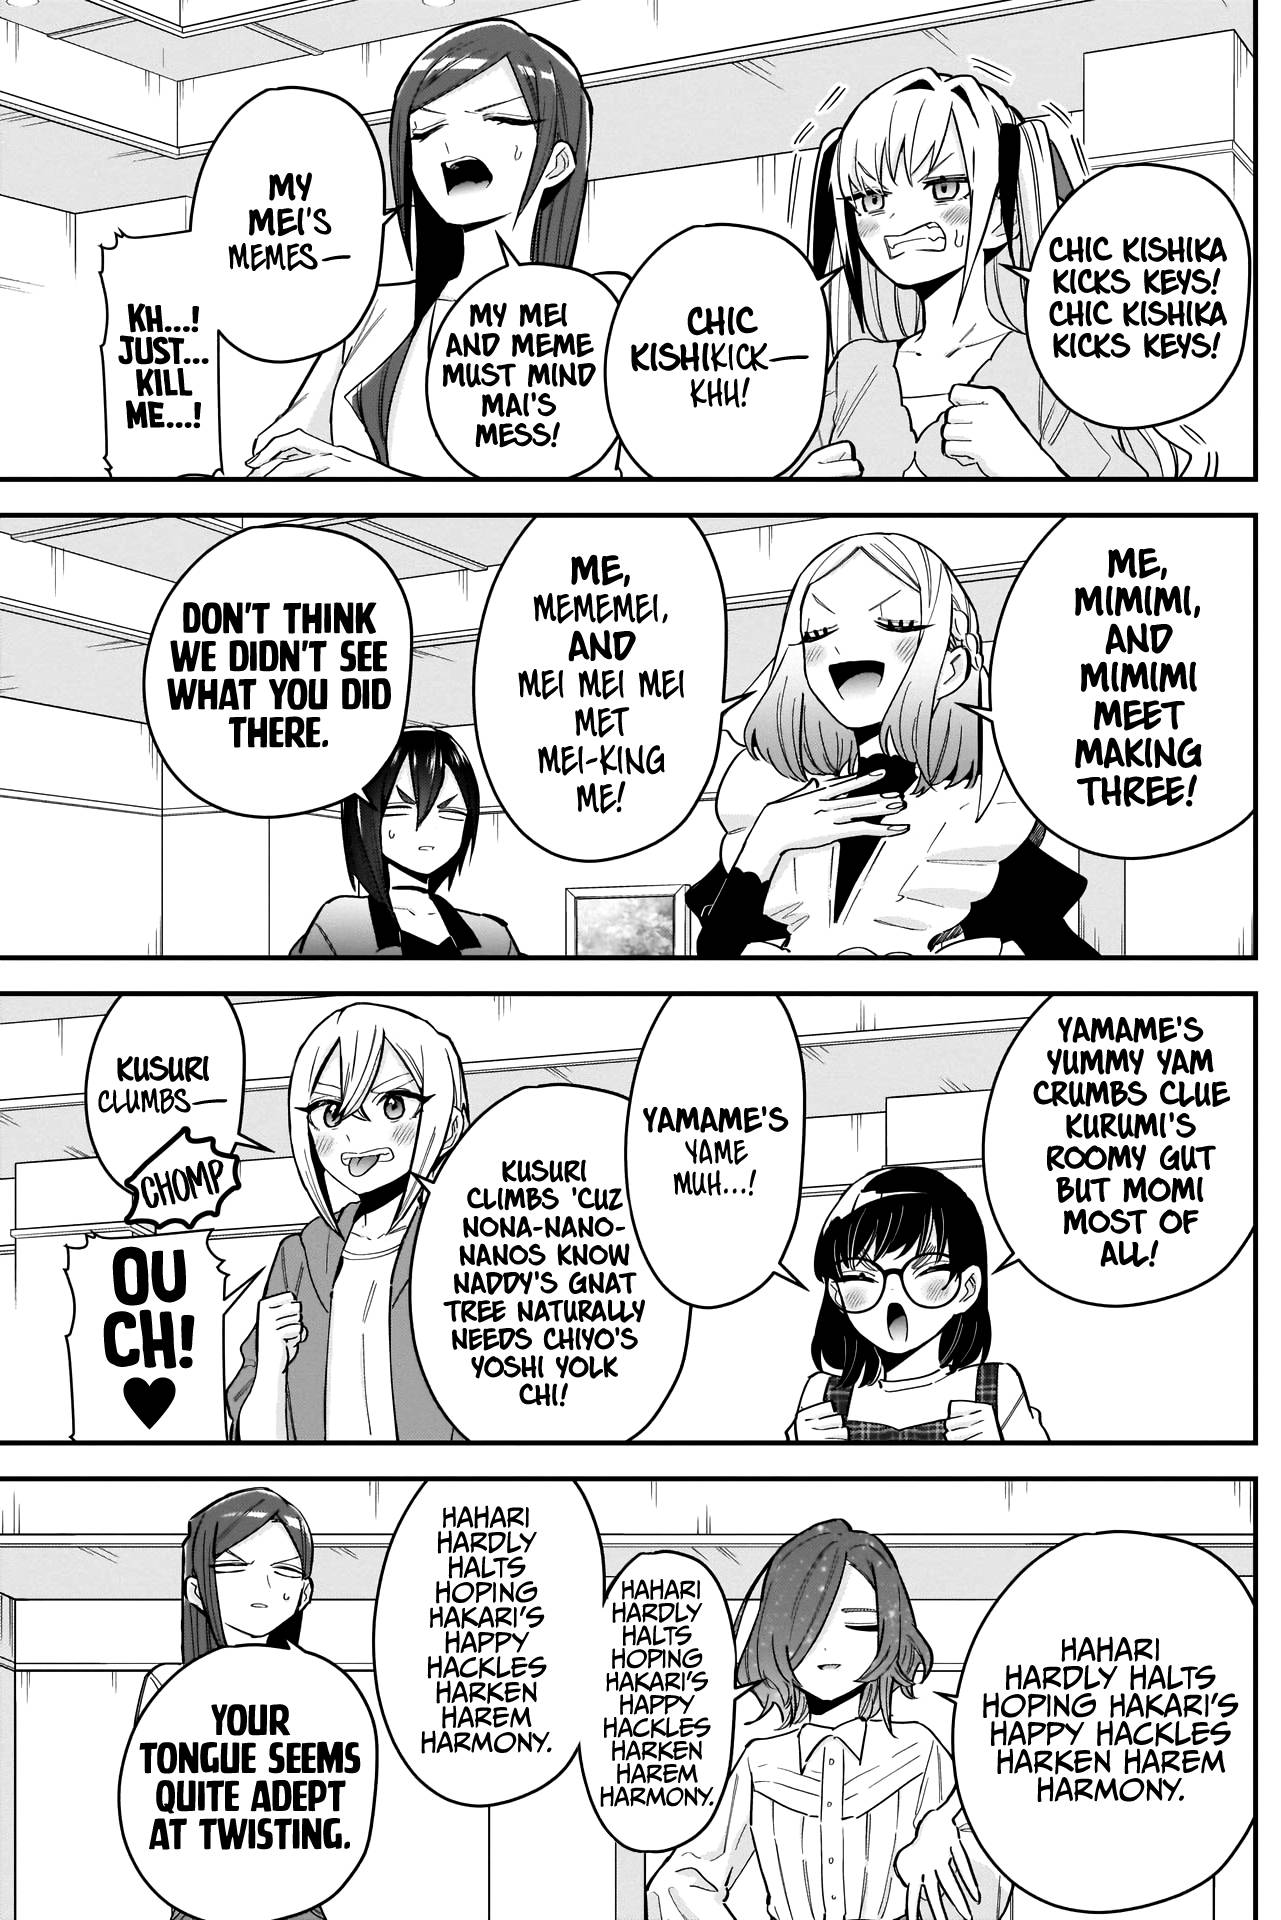 CHIC KISHIKA
KICKS KEYS!
CHIC KISHIKA
KICKS KEYS!
CHIC
KISHIKICK—
KHH!
MY MEI
AND MEME
MUST MIND
MAI'S
MESS!
MY
MEI'S
MEMES—
KH...!
JUST...
KILL
ME...!
ME,
MIMIMI,
AND
MIMIMI
MEET
MAKING
THREE!
ME,
MEMEMEI,
AND
MEI MEI MEI
MET
MEI-KING
ME!
DON'T THINK
WE DIDN'T SEE
WHAT YOU DID
THERE.
YAMAME'S
YUMMY YAM
CRUMBS CLUE
KURUMI'S
ROOMY GUT
BUT MOMI
MOST OF
ALL!
YAMAME'S
YAME
MUH...!
KUSURI
CLIMBS 'CUZ
NONA-NANO-
NANOS KNOW
NADDY'S GNAT
TREE NATURALLY
NEEDS CHIYO'S
YOSHI YOLK
CHI!
KUSURI
CLUMBS—
CHOMP
OU
CH!
♥
HAHARI
HARDLY HALTS
HOPING HAKARI'S
HAPPY HACKLES
HARKEN HAREM
HARMONY.
HAHARI
HARDLY
HALTS
HOPING
HAKARI'S
HAPPY
HACKLES
HARKEN
HAREM
HARMONY.
HAHARI
HARDLY
HALTS
HOPING
HAKARI'S
HAPPY
HACKLES
HARKEN
HAREM
HARMONY.
YOUR
TONGUE SEEMS
QUITE ADEPT
AT TWISTING.